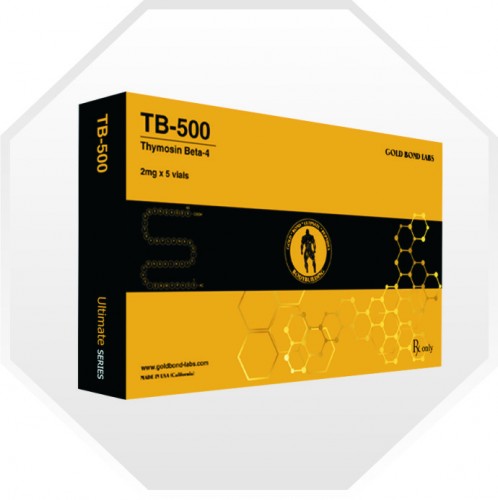 TB-500
Ultimate SERIES
TB-500
Thymosin Beta-4
2mg x 5 vials
GOLD BOND LABS
BODYBUILDING
www.goldbond-labs.com
MADE IN USA (California)
Rx only